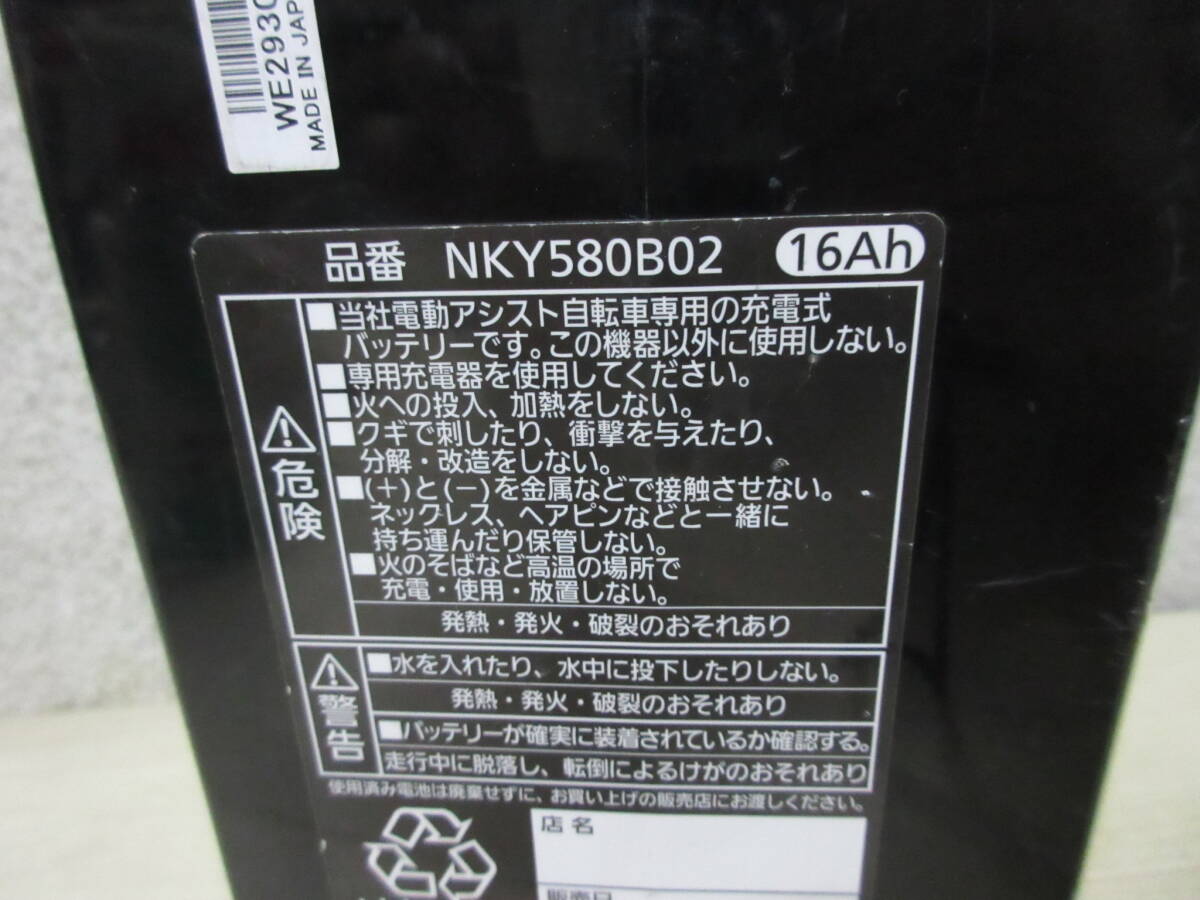 WE2930
MADE IN JAP
品番 NKY580B02 16Ah
■当社電動アシスト自転車専用の充電式
バッテリーです。この機器以外に使用しない。
■専用充電器を使用してください。
■火への投入、加熱をしない。
■クギで刺したり、衝撃を与えたり、
分解・改造をしない。
■(+)と(−)を金属などで接触させない。
ネックレス、ヘアピンなどと一緒に
持ち運んだり保管しない。
■火のそばなど高温の場所で
充電・使用・放置しない。
危険
発熱・発火・破裂のおそれあり
警告
■水を入れたり、水中に投下したりしない。
発熱・発火・破裂のおそれあり
■バッテリーが確実に装着されているか確認する。
走行中に脱落し、転倒によるけがのおそれあり
使用済み電池は廃棄せずに、お買い上げの販売店にお渡しください。
店名
販売日